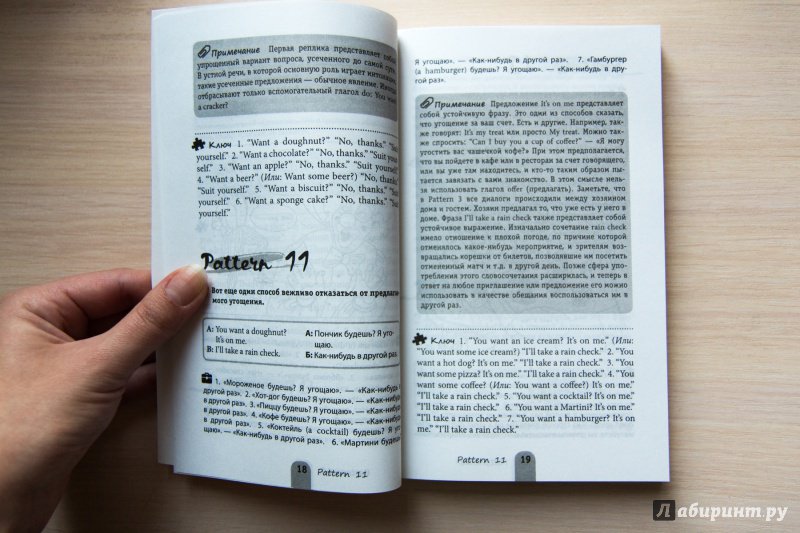 Примечание Первая реплика представляет собой
упрощенный вариант вопроса, усеченного до самой сути.
В устной речи, в которой основную роль играет интонация,
такие усеченные предложения — обычное явление. Иногда
отбрасывают только вспомогательный глагол do: You want
a cracker?
Ключ 1. “Want a doughnut?” “No, thanks.” “Suit
yourself.” 2. “Want a chocolate?” “No, thanks.” “Suit
yourself.” 3. “Want an apple?” “No, thanks.” “Suit yourself.”
4. “Want a beer?” (Или: Want some beer?) “No, thanks.”
“Suit yourself.” 5. “Want a biscuit?” “No, thanks.” “Suit
yourself.” 6. “Want a sponge cake?” “No, thanks.” “Suit
yourself.”
Pattern 11
Вот еще один способ вежливо отказаться от предлагае-
мого угощения.
A: You want a doughnut?
It’s on me.
B: I’ll take a rain check.
А: Пончик будешь? Я уго-
щаю.
Б: Как-нибудь в другой раз.
1. «Мороженое будешь? Я угощаю». — «Как-нибудь в
другой раз». 2. «Хот-дог будешь? Я угощаю». — «Как-нибудь
в другой раз». 3. «Пиццу будешь? Я угощаю». — «Как-нибудь
в другой раз». 4. «Кофе будешь? Я угощаю». — «Как-нибудь
в другой раз». 5. «Коктейль (a cocktail) будешь? Я уго-
щаю». — «Как-нибудь в другой раз». 6. «Мартини будешь?
18 Pattern 11
Я угощаю». — «Как-нибудь в другой раз». 7. «Гамбургер
(a hamburger) будешь? Я угощаю». — «Как-нибудь в дру-
гой раз».
Примечание Предложение it’s on me представляет
собой устойчивую фразу. Это один из способов сказать,
что угощение за ваш счет. Есть и другие. Например, так-
же говорят: It’s my treat или просто My treat. Можно так-
же спросить: “Can I buy you a cup of coffee?” — «Я могу
угостить вас чашечкой кофе?» При этом предполагается,
что вы пойдете в кафе или в ресторан за счет говорящего,
или вы уже там находитесь, и кто-то таким образом пы-
тается завязать с вами знакомство. В этом смысле нель-
зя использовать глагол offer (предлагать). Заметьте, что
в Pattern 3 все диалоги происходили между хозяином
дома и гостем. Хозяин предлагал то, что уже есть у него в
доме. Фраза I’ll take a rain check также представляет собой
устойчивое выражение. Изначально сочетание rain check
имело отношение к плохой погоде, по причине которой
отменялось какое-нибудь мероприятие, и зрителям воз-
вращались корешки от билетов, позволявшие им посетить
отмененный матч и т.д. в другой день. Позже сфера упо-
требления этого словосочетания расширилась, и теперь в
ответ на любое приглашение или предложение его можно
использовать в качестве обещания воспользоваться им в
другой раз.
Ключ 1. “You want an ice cream? It’s on me.” (Или:
“You want some ice cream?) “I’ll take a rain check.” 2. “You
want a hot dog? It’s on me.” “I’ll take a rain check.” 3. “You
want some pizza? It’s on me.” “I’ll take a rain check.” 4. “You
want some coffee? (Или: You want a coffee?) It’s on me.”
“I’ll take a rain check.” 5. “You want a cocktail? It’s on me.”
“I’ll take a rain check.” 6. “You want a Martini? It’s on me.”
“I’ll take a rain check.” 7. “You want a hamburger? It’s on
me.” “I’ll take a rain check.”
Pattern 11 19
Лабиринт.ру